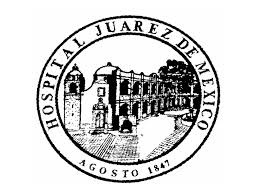 HOSPITAL JUAREZ DE MEXICO
AGOSTO 1847